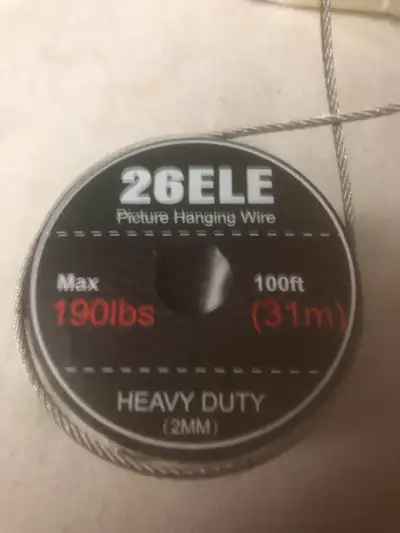 26ELE
Picture Hanging Wire
Max
190lbs
100ft
(31m)
HEAVY DUTY
(2MM)